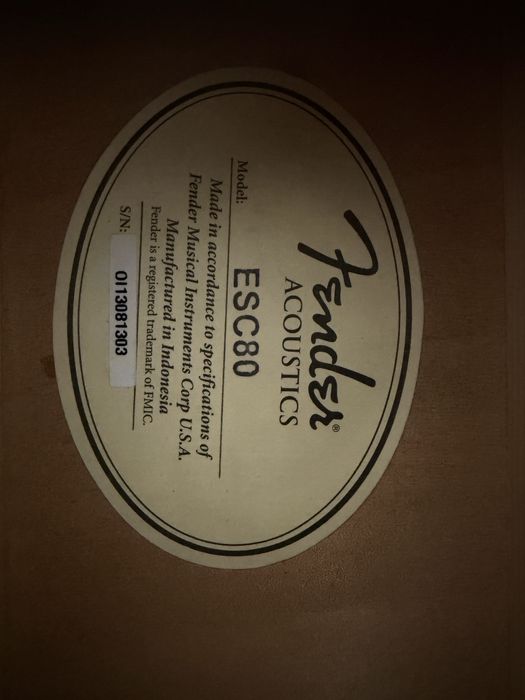 Fender®
ACOUSTICS
Model: ESC80
Made in accordance to specifications of
Fender Musical Instruments Corp U.S.A.
Manufactured in Indonesia
Fender is a registered trademark of FMIC.
S/N: OI13081303